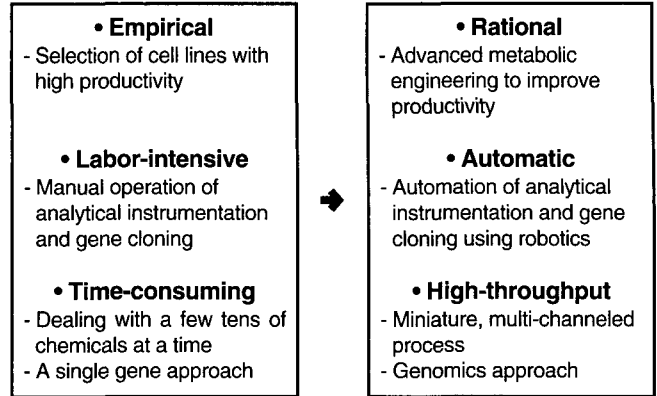 • Empirical
- Selection of cell lines with
high productivity
• Labor-intensive
- Manual operation of
analytical instrumentation
and gene cloning
• Time-consuming
- Dealing with a few tens of
chemicals at a time
- A single gene approach
• Rational
- Advanced metabolic
engineering to improve
productivity
• Automatic
- Automation of analytical
instrumentation and gene
cloning using robotics
• High-throughput
- Miniature, multi-channeled
process
- Genomics approach